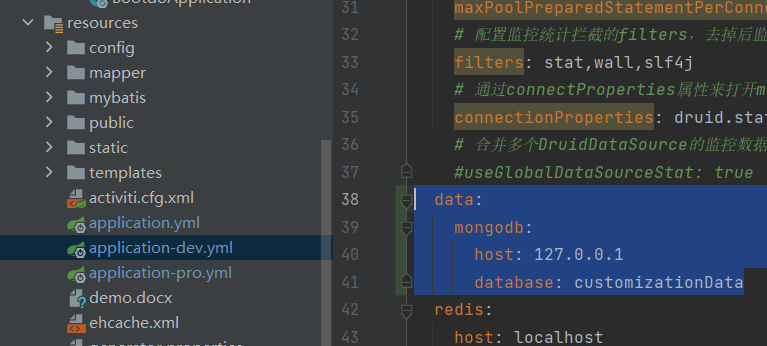 BootdoApplication
resources
config
mapper
mybatis
public
static
templates
activiti.cfg.xml
application.yml
application-dev.yml
application-pro.yml
demo.docx
ehcache.xml
generator.properties
31 maxPoolPreparedStatementPerConne
32 # 配置监控统计拦截的filters，去掉后监
33 filters: stat,wall,slf4j
34 # 通过connectProperties属性来打开m
35 connectionProperties: druid.stat
36 # 合并多个DruidDataSource的监控数据
37 #useGlobalDataSourceStat: true
38 data:
39 mongodb:
40 host: 127.0.0.1
41 database: customizationData
42 redis:
43 host: localhost